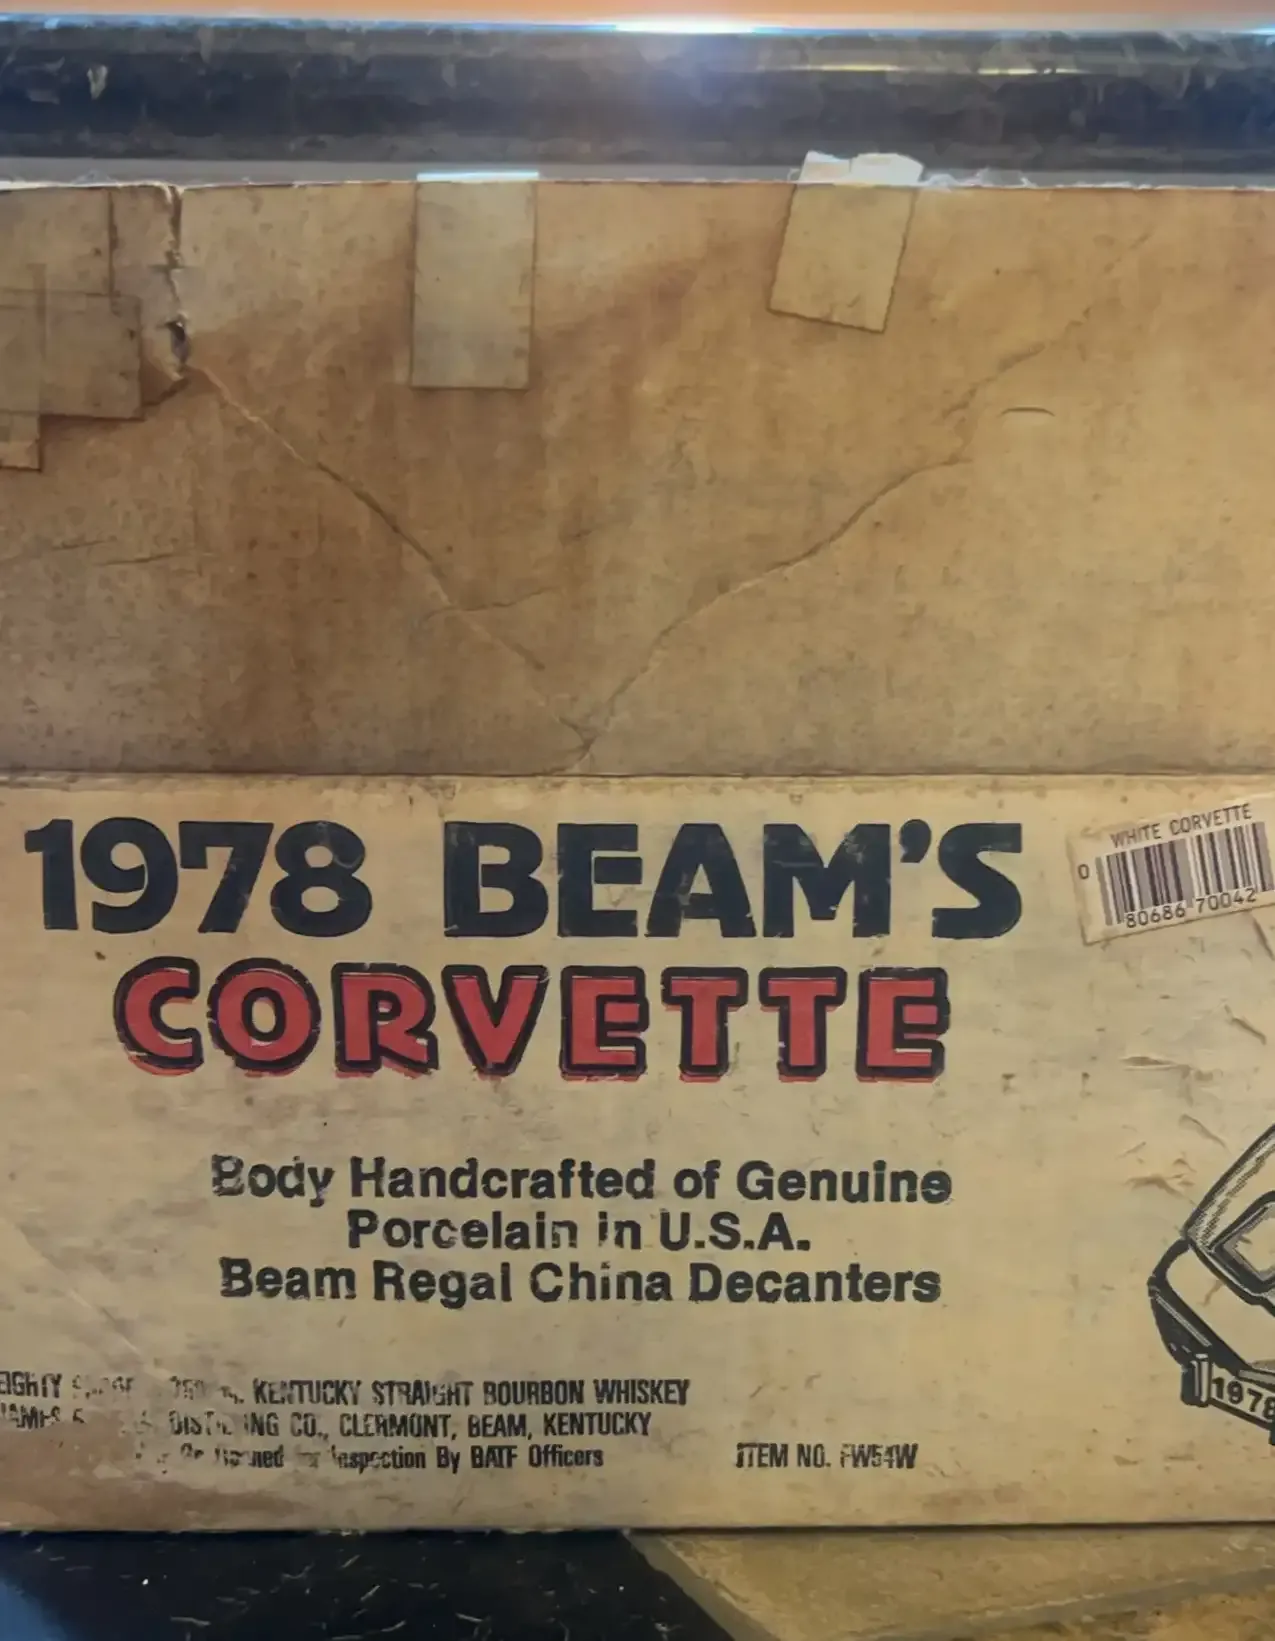 1978 BEAM'S
CORVETTE
WHITE CORVETTE
0 80686 70042
Body Handcrafted of Genuine
Porcelain in U.S.A.
Beam Regal China Decanters
1978
EIGHTY KENTUCKY STRAIGHT BOURBON WHISKEY
CO., CLERMONT, BEAM, KENTUCKY
Inspection By BATF Officers
ITEM NO. FW54W